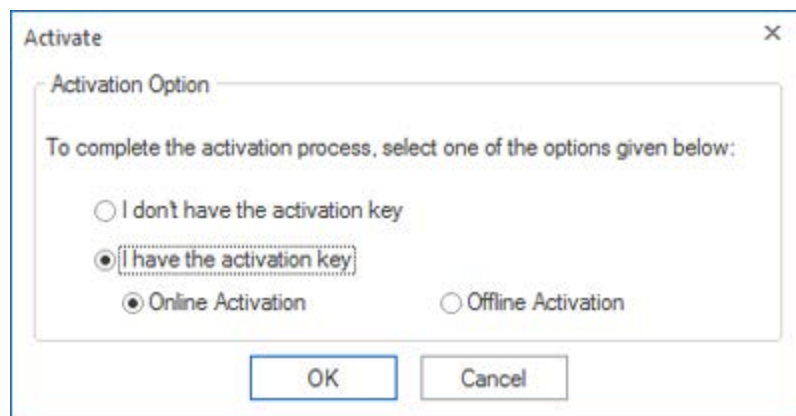 Activate
Activation Option
To complete the activation process, select one of the options given below:
I don't have the activation key
I have the activation key
Online Activation Offline Activation
OK Cancel